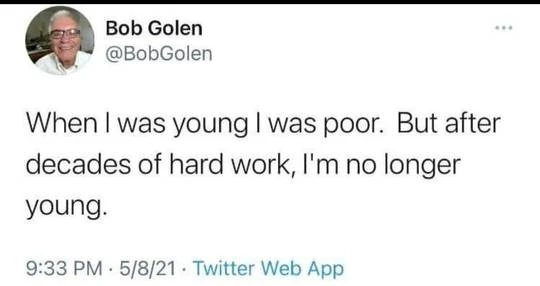 Bob Golen
@BobGolen
When I was young I was poor.  But after
decades of hard work, I'm no longer
young.
9:33 PM · 5/8/21 · Twitter Web App